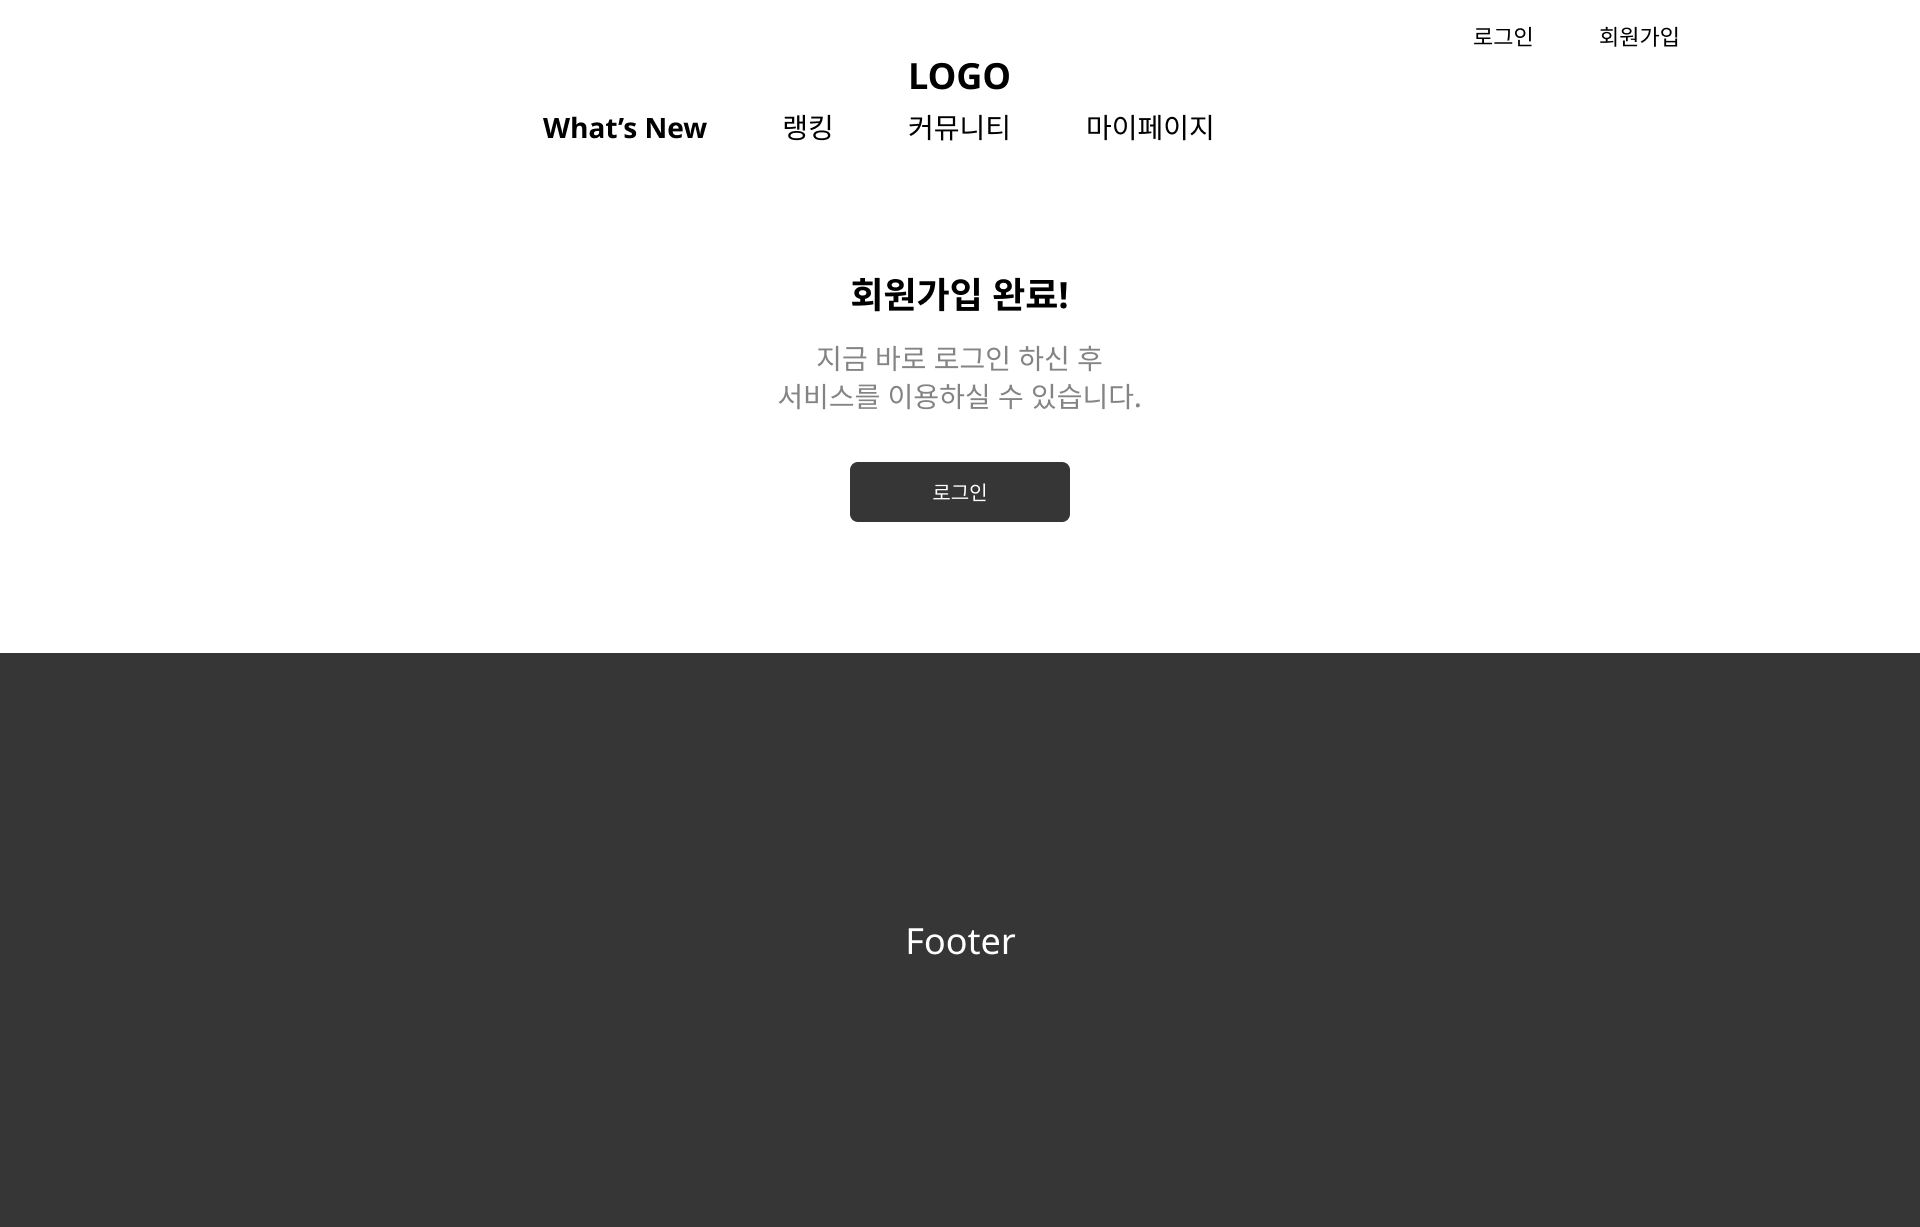 로그인 회원가입
LOGO
What’s New 랭킹 커뮤니티 마이페이지
회원가입 완료!
지금 바로 로그인 하신 후
서비스를 이용하실 수 있습니다.
로그인
Footer